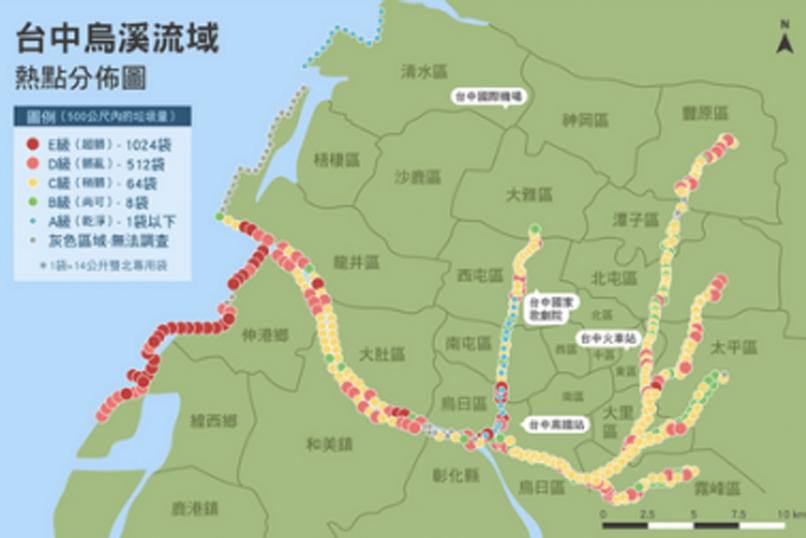 台中烏溪流域
熱點分佈圖
N
圖例（500公尺內的垃圾量）
E級（超髒）- 1024袋
D級（髒亂）- 512袋
C級（稍髒）- 64袋
B級（尚可）- 8袋
A級（乾淨）- 1袋以下
灰色區域-無法調查
＊1袋=14公升雙北專用袋
清水區
台中國際機場
神岡區
豐原區
梧棲區
沙鹿區
大雅區
潭子區
龍井區
西屯區
北屯區
台中國家
歌劇院
北區
伸港鄉
大肚區
南屯區
西區
中區
台中火車站
東區
太平區
烏日區
南區
大里
區
線西鄉
和美鎮
台中高鐵站
彰化縣
烏日區
霧峰區
鹿港鎮
0 2.5 5 7.5 10 km